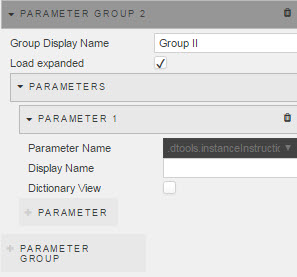 PARAMETER GROUP 2
Group Display Name Group II
Load expanded
PARAMETERS
PARAMETER 1
Parameter Name .dtools.instanceInstructk
Display Name
Dictionary View
+ PARAMETER
+ PARAMETER
GROUP